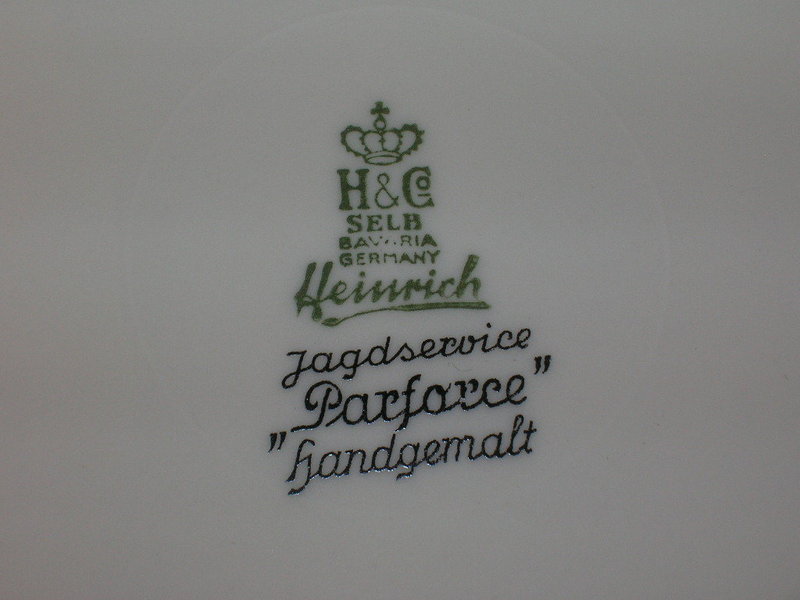 H & Co
SELB
BAVARIA
GERMANY
Heinrich
Jagdservice
"Parforce"
"handgemalt